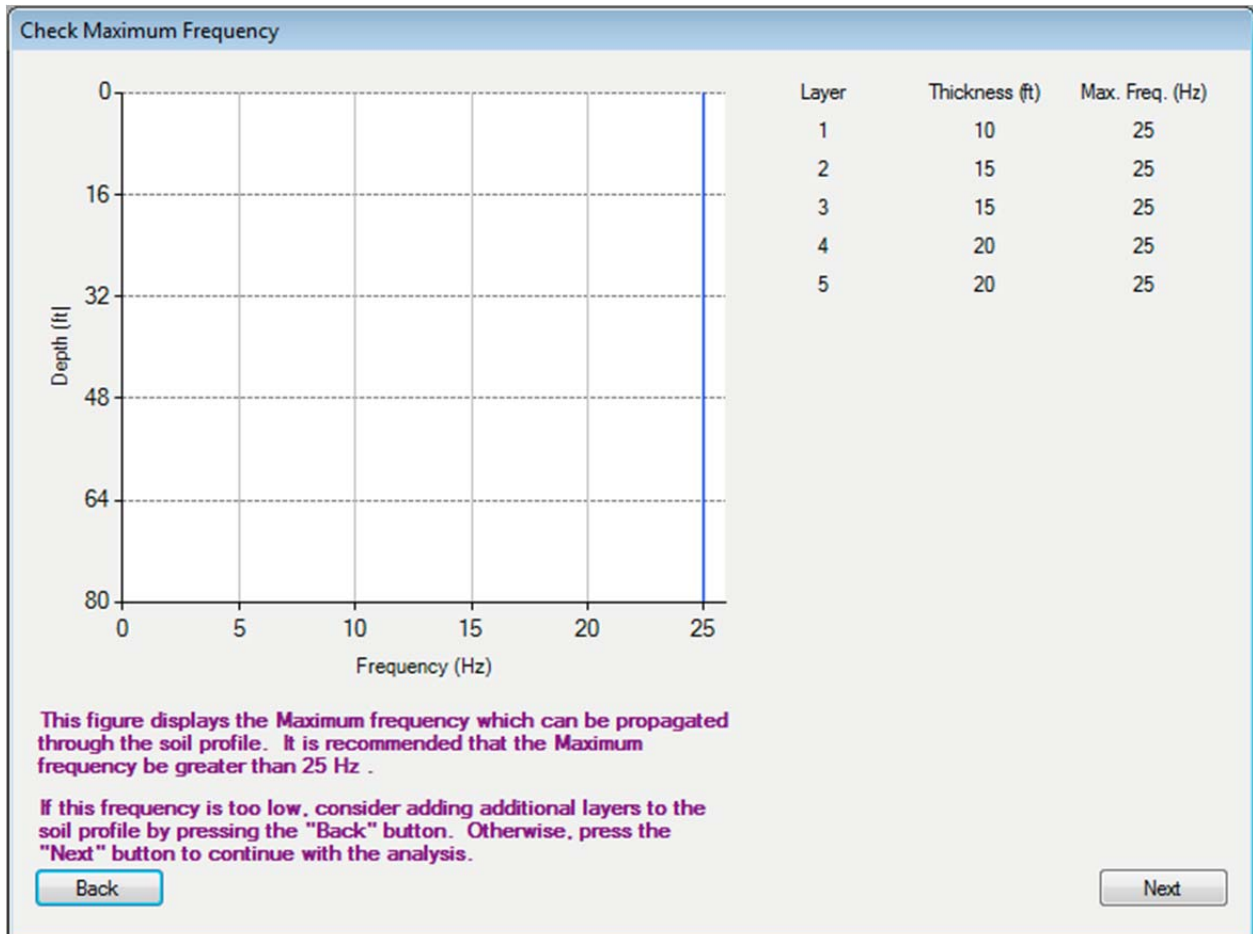 Check Maximum Frequency
0
16
32
48
64
80
Depth (ft)
0 5 10 15 20 25
Frequency (Hz)
Layer Thickness (ft) Max. Freq. (Hz)
1 10 25
2 15 25
3 15 25
4 20 25
5 20 25
This figure displays the Maximum frequency which can be propagated
through the soil profile. It is recommended that the Maximum
frequency be greater than 25 Hz .
If this frequency is too low, consider adding additional layers to the
soil profile by pressing the "Back" button. Otherwise, press the
"Next" button to continue with the analysis.
Back
Next